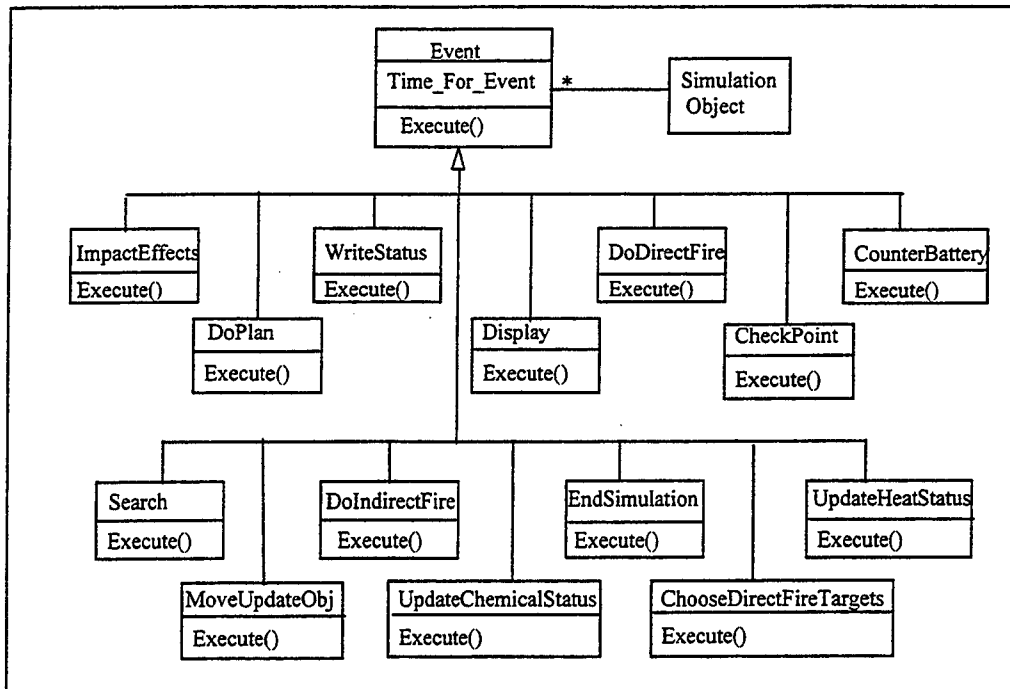 Event
Time_For_Event
*
Simulation
Object
Execute()
ImpactEffects
Execute()
WriteStatus
Execute()
DoDirectFire
Execute()
CounterBattery
Execute()
DoPlan
Execute()
Display
Execute()
CheckPoint
Execute()
Search
Execute()
DoIndirectFire
Execute()
EndSimulation
Execute()
UpdateHeatStatus
Execute()
MoveUpdateObj
Execute()
UpdateChemicalStatus
Execute()
ChooseDirectFireTargets
Execute()